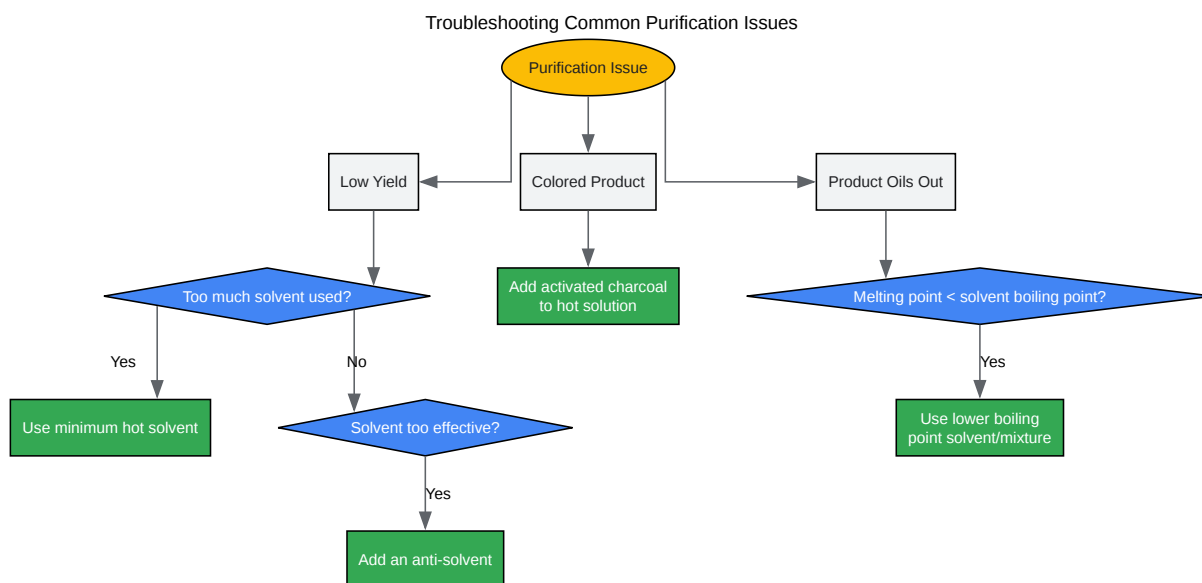 Troubleshooting Common Purification Issues
Purification Issue
Low Yield
Colored Product
Product Oils Out
Too much solvent used?
Add activated charcoal
to hot solution
Melting point < solvent boiling point?
Yes
No
Yes
Use minimum hot solvent
Solvent too effective?
Use lower boiling
point solvent/mixture
Yes
Add an anti-solvent